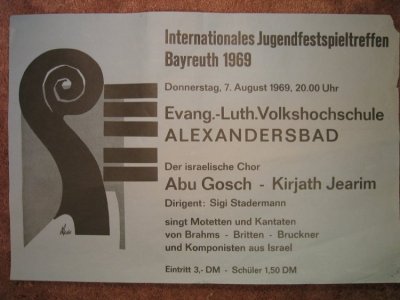 Internationales Jugendfestspieltreffen
Bayreuth 1969
Donnerstag, 7. August 1969, 20.00 Uhr
Evang.-Luth.Volkshochschule
ALEXANDERSBAD
Der israelische Chor
Abu Gosch - Kirjath Jearim
Dirigent: Sigi Stadermann
singt Motetten und Kantaten
von Brahms - Britten - Bruckner
und Komponisten aus Israel
Eintritt 3,- DM - Schüler 1,50 DM